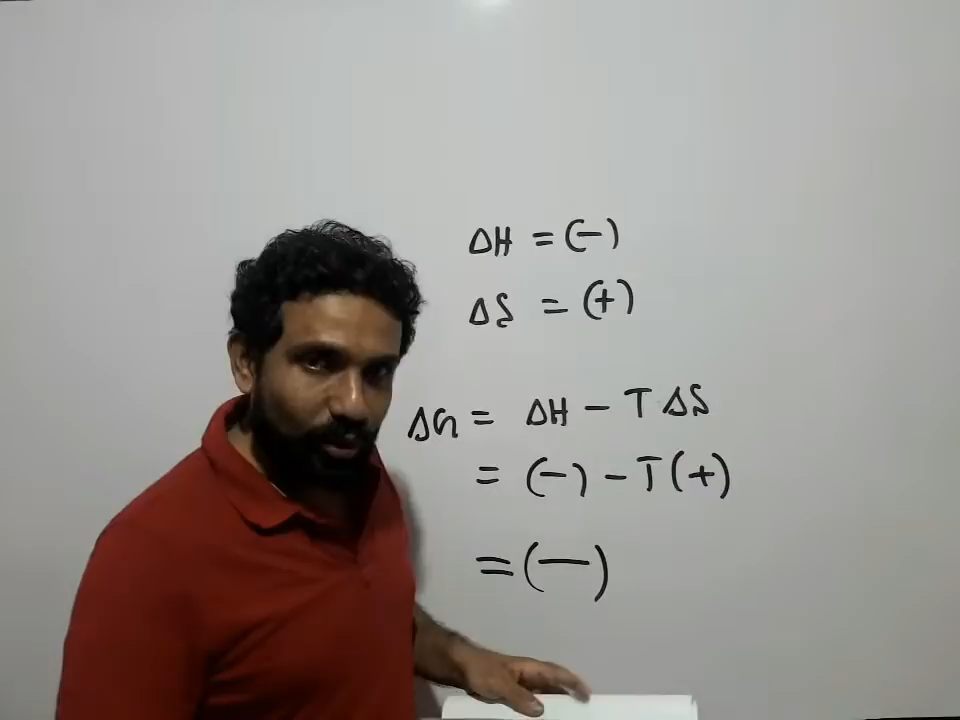 ΔH = (-)
ΔS = (+)
ΔG = ΔH - TΔS
= (-) - T(+)
= (-)